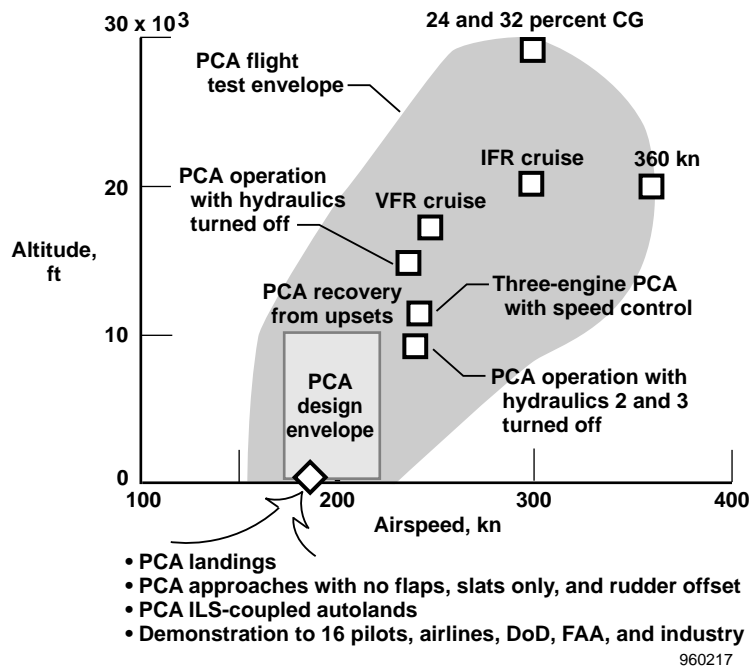 30 x 10³
24 and 32 percent CG
PCA flight
test envelope
IFR cruise
360 kn
20
PCA operation
with hydraulics
turned off
VFR cruise
Altitude,
ft
PCA recovery
from upsets
Three-engine PCA
with speed control
10
PCA
design
envelope
PCA operation with
hydraulics 2 and 3
turned off
0
100
200
300
400
Airspeed, kn
• PCA landings
• PCA approaches with no flaps, slats only, and rudder offset
• PCA ILS-coupled autolands
• Demonstration to 16 pilots, airlines, DoD, FAA, and industry
960217